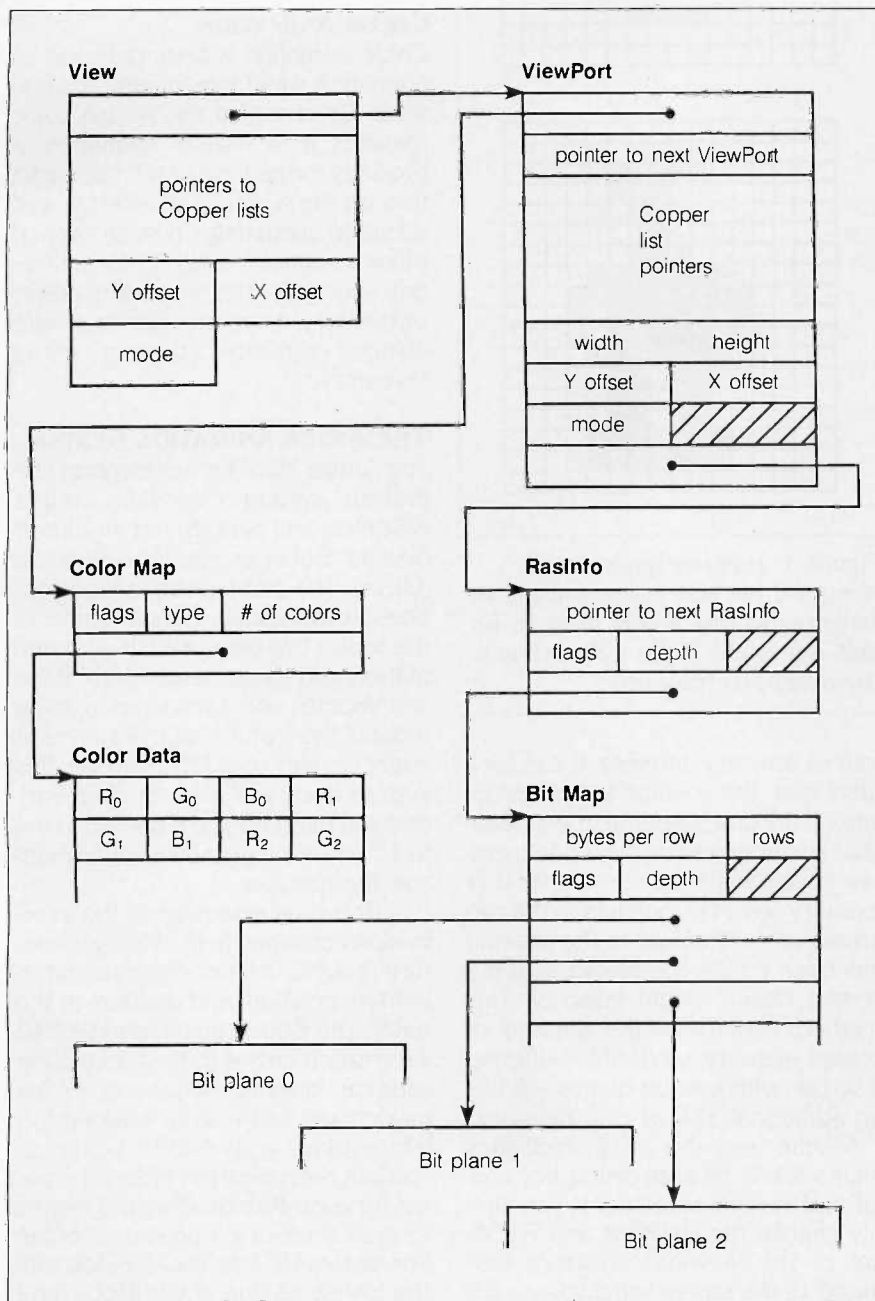 View
pointers to
Copper lists
Y offset X offset
mode
ViewPort
pointer to next ViewPort
Copper
list
pointers
width height
Y offset X offset
mode
Color Map
flags type # of colors
Color Data
R₀ G₀ B₀ R₁
G₁ B₁ R₂ G₂
RasInfo
pointer to next RasInfo
flags depth
Bit Map
bytes per row rows
flags depth
Bit plane 0
Bit plane 1
Bit plane 2